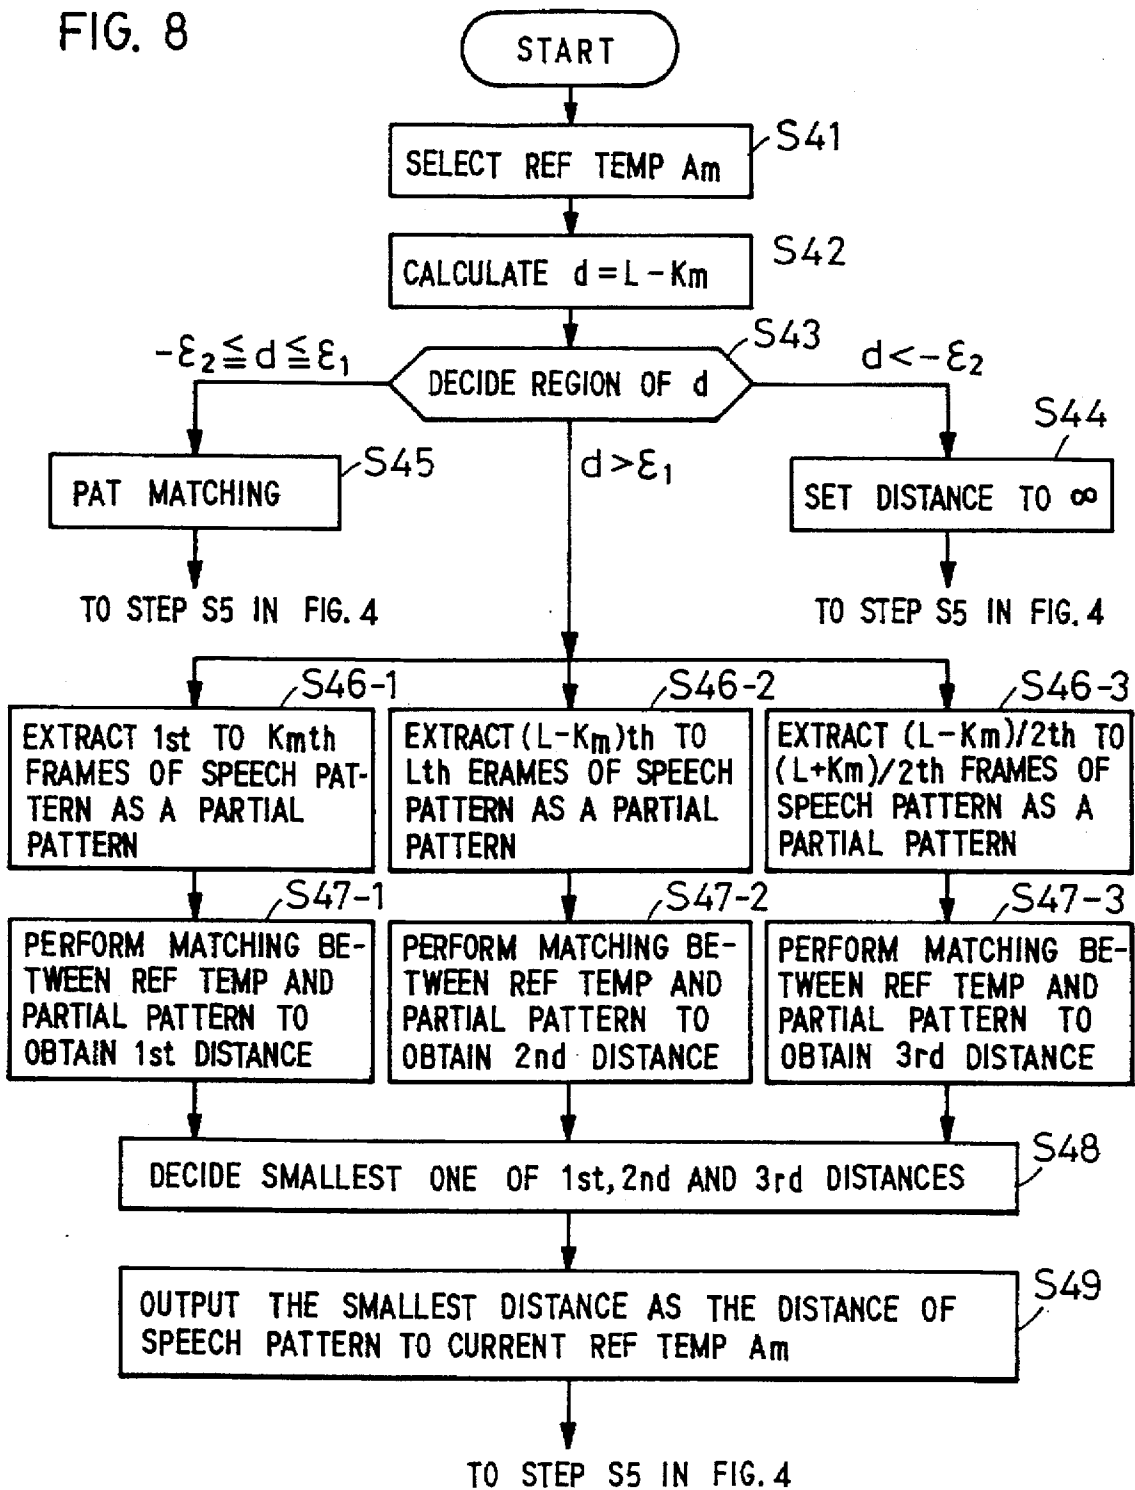 FIG. 8
START
S41
SELECT REF TEMP Am
S42
CALCULATE d=L-Km
S43
DECIDE REGION OF d
-ε2≦d≦ε1
d<-ε2
d>ε1
S45
PAT MATCHING
S44
SET DISTANCE TO ∞
TO STEP S5 IN FIG. 4
TO STEP S5 IN FIG. 4
S46-1
EXTRACT 1st TO Kmth
FRAMES OF SPEECH PAT-
TERN AS A PARTIAL
PATTERN
S46-2
EXTRACT (L-Km)th TO
Lth ERAMES OF SPEECH
PATTERN AS A PARTIAL
PATTERN
S46-3
EXTRACT (L-Km)/2th TO
(L+Km)/2th FRAMES OF
SPEECH PATTERN AS A
PARTIAL PATTERN
S47-1
PERFORM MATCHING BE-
TWEEN REF TEMP AND
PARTIAL PATTERN TO
OBTAIN 1st DISTANCE
S47-2
PERFORM MATCHING BE-
TWEEN REF TEMP AND
PARTIAL PATTERN TO
OBTAIN 2nd DISTANCE
S47-3
PERFORM MATCHING BE-
TWEEN REF TEMP AND
PARTIAL PATTERN TO
OBTAIN 3rd DISTANCE
S48
DECIDE SMALLEST ONE OF 1st, 2nd AND 3rd DISTANCES
S49
OUTPUT THE SMALLEST DISTANCE AS THE DISTANCE OF
SPEECH PATTERN TO CURRENT REF TEMP Am
TO STEP S5 IN FIG. 4